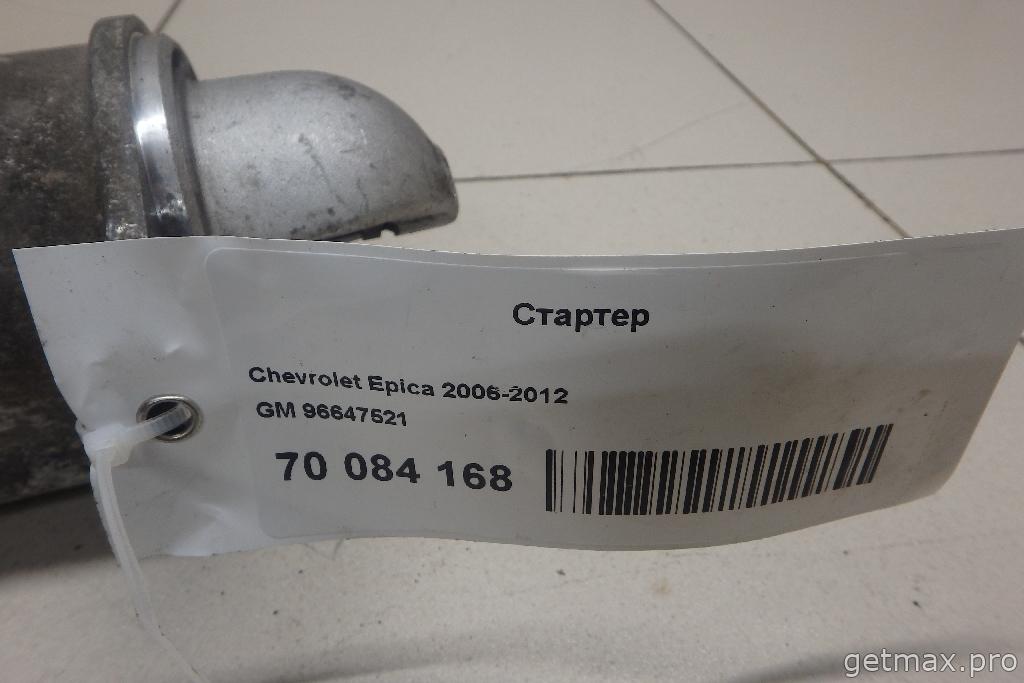 Стартер
Chevrolet Epica 2006-2012
GM 96647521
70 084 168
getmax.pro